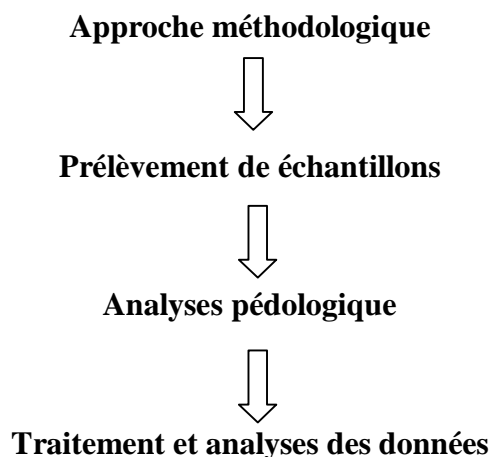 Approche méthodologique
Prélèvement de échantillons
Analyses pédologique
Traitement et analyses des données